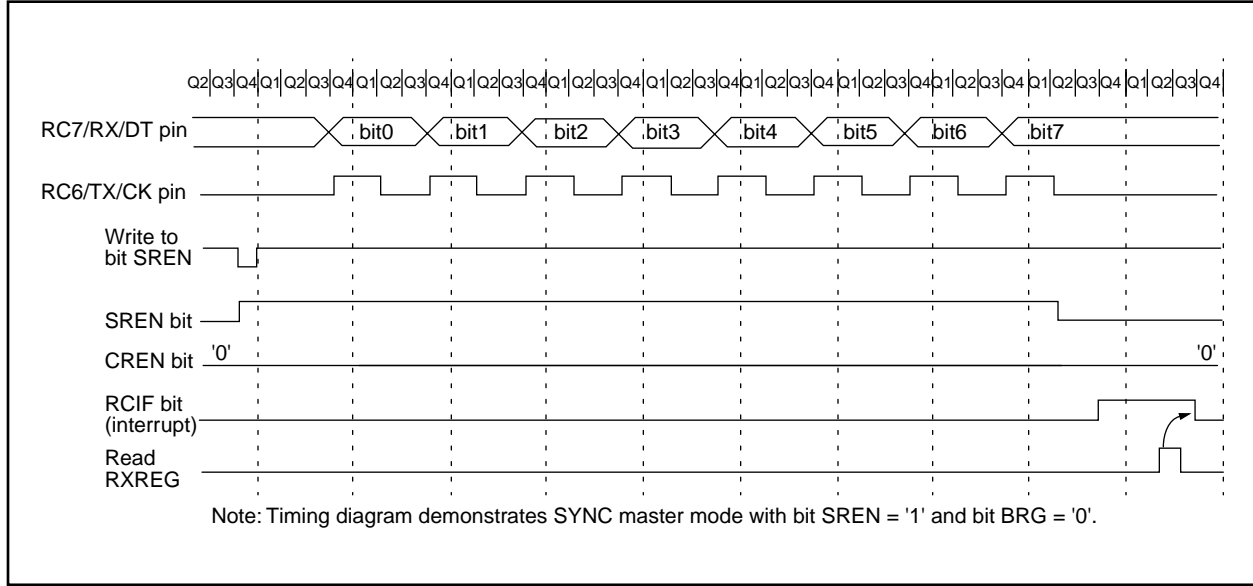 Q2 Q3 Q4 Q1 Q2 Q3 Q4 Q1 Q2 Q3 Q4 Q1 Q2 Q3 Q4 Q1 Q2 Q3 Q4 Q1 Q2 Q3 Q4 Q1 Q2 Q3 Q4 Q1 Q2 Q3 Q4 Q1 Q2 Q3 Q4 Q1 Q2 Q3 Q4 Q1 Q2 Q3 Q4
RC7/RX/DT pin bit0 bit1 bit2 bit3 bit4 bit5 bit6 bit7
RC6/TX/CK pin
Write to
bit SREN
SREN bit
CREN bit '0' '0'
RCIF bit
(interrupt)
Read
RXREG
Note: Timing diagram demonstrates SYNC master mode with bit SREN = '1' and bit BRG = '0'.